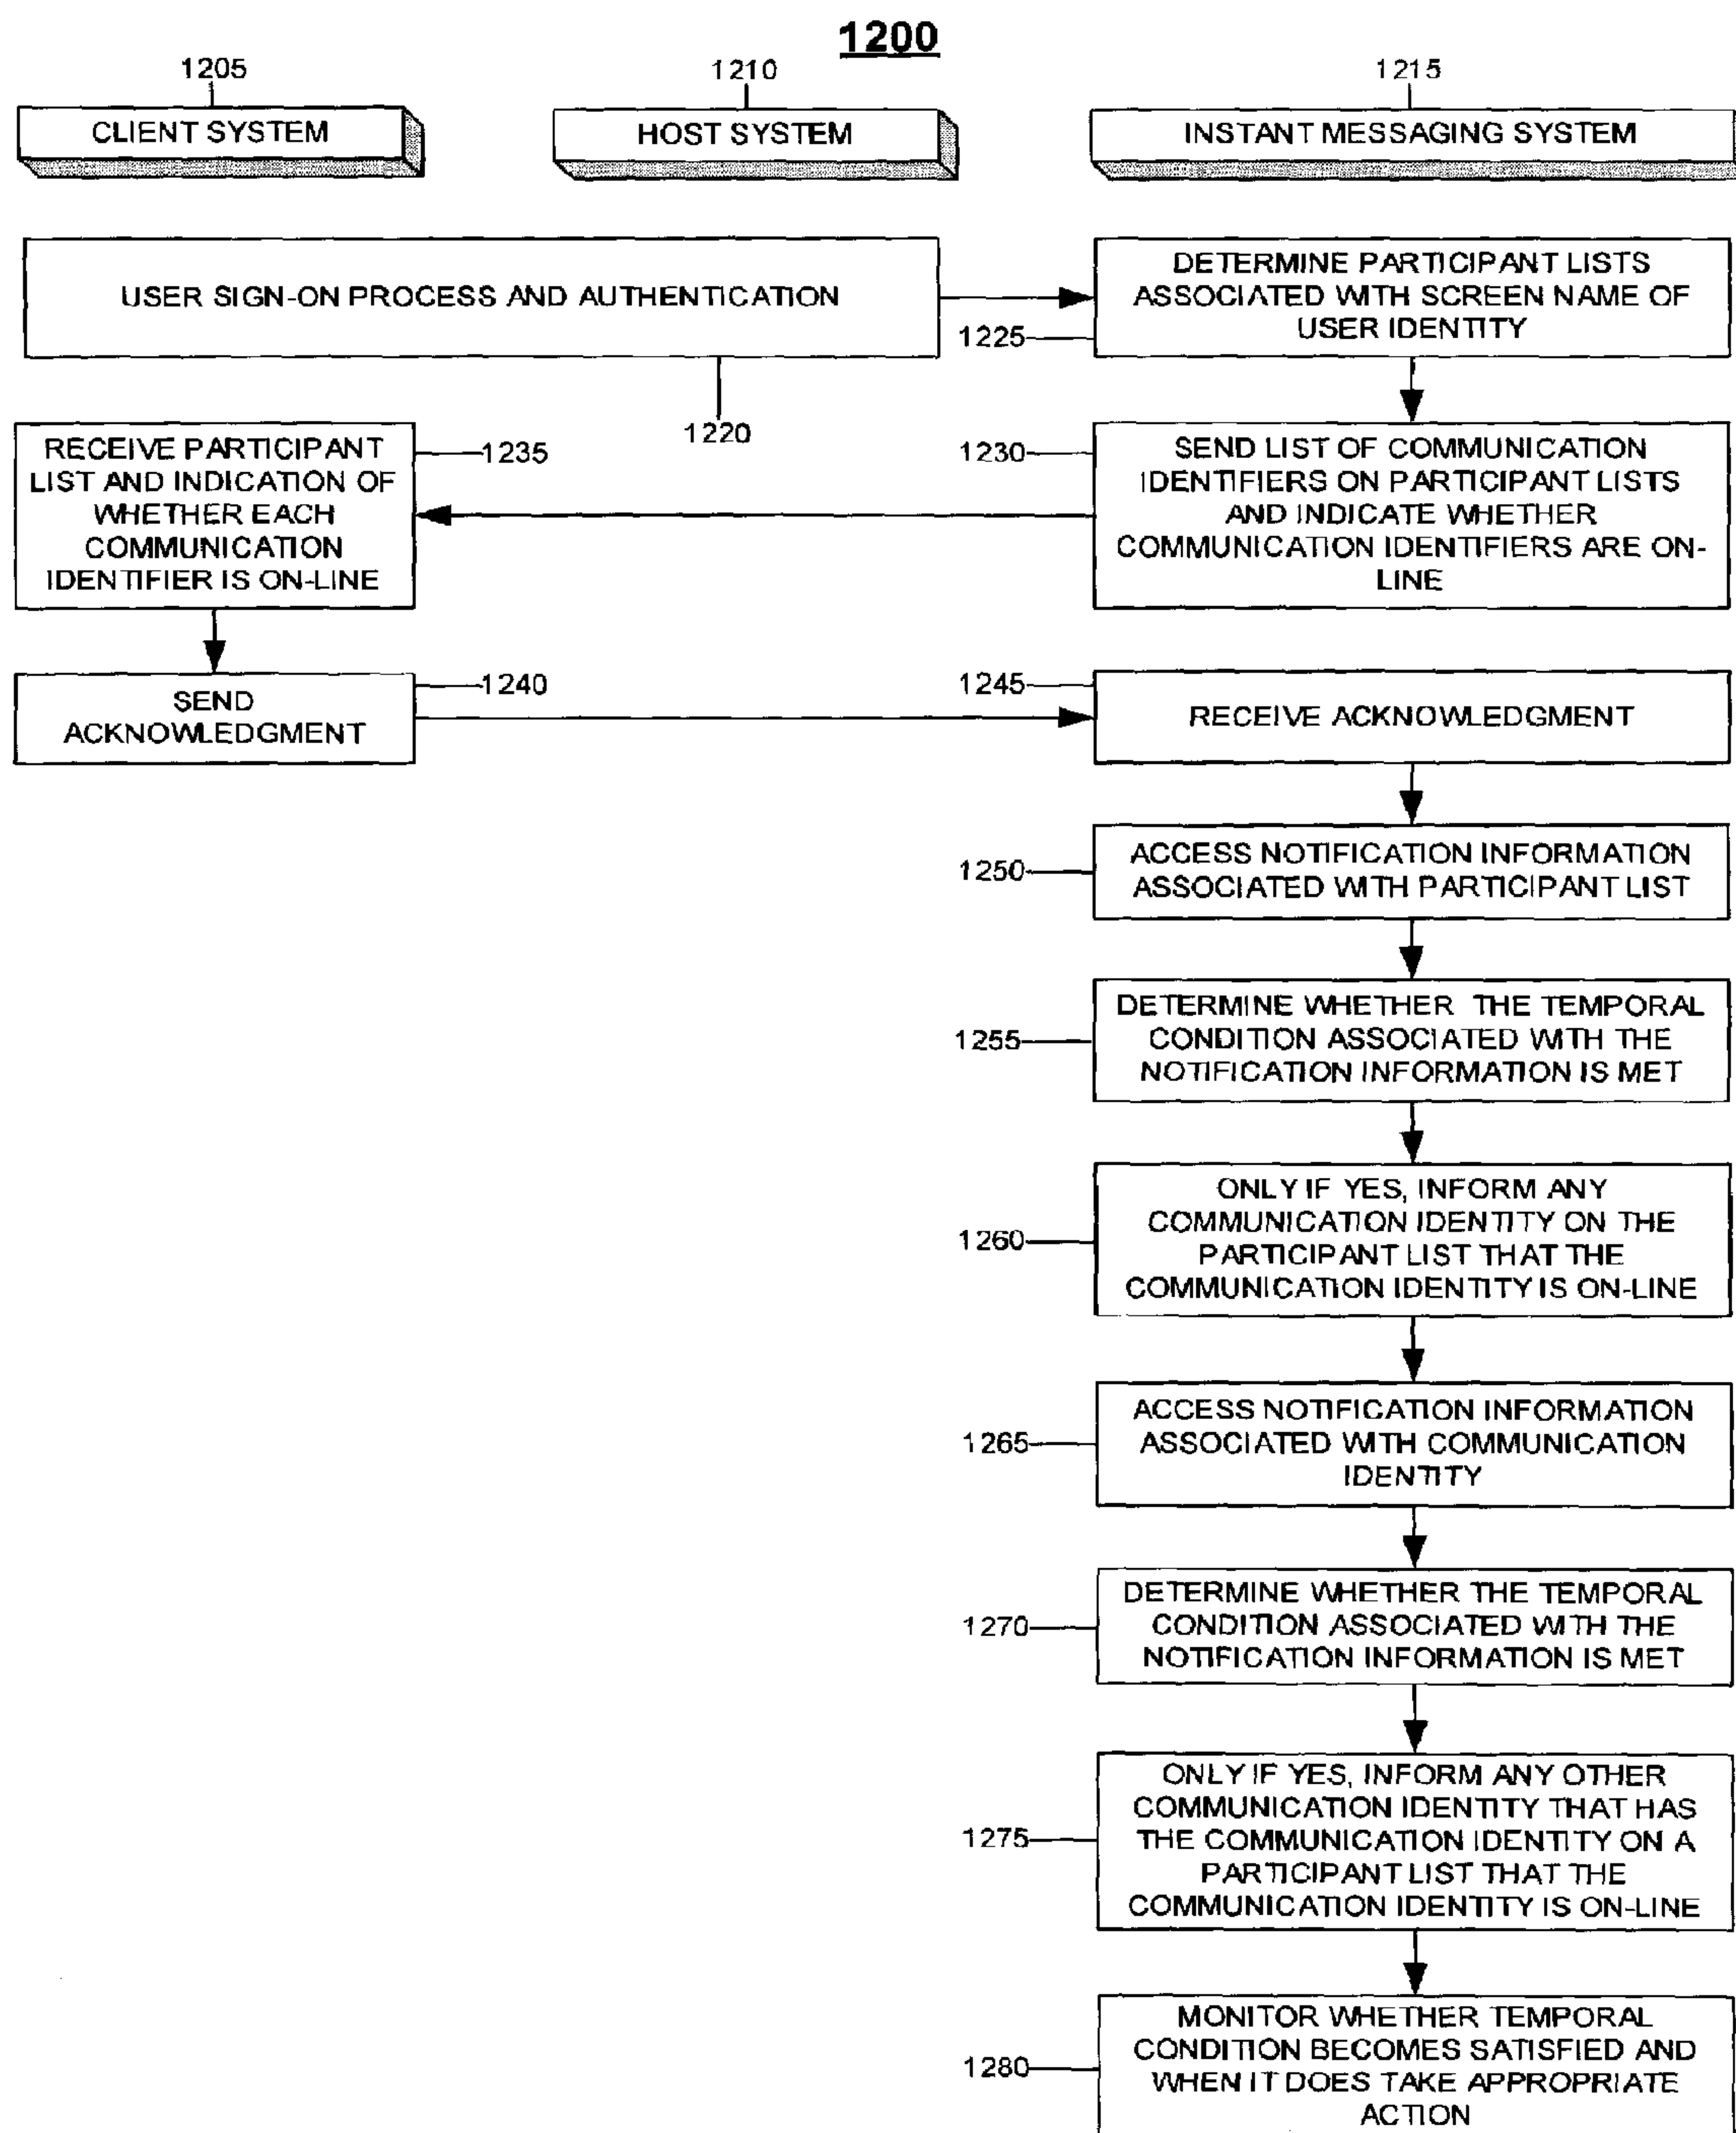 1200
1205
1210
1215
CLIENT SYSTEM
HOST SYSTEM
INSTANT MESSAGING SYSTEM
USER SIGN-ON PROCESS AND AUTHENTICATION
1220
DETERMINE PARTICIPANT LISTS
ASSOCIATED WITH SCREEN NAME OF
USER IDENTITY
1225
1230
SEND LIST OF COMMUNICATION
IDENTIFIERS ON PARTICIPANT LISTS
AND INDICATE WHETHER
COMMUNICATION IDENTIFIERS ARE ON-
LINE
RECEIVE PARTICIPANT
LIST AND INDICATION OF
WHETHER EACH
COMMUNICATION
IDENTIFIER IS ON-LINE
1235
SEND
ACKNOWLEDGMENT
1240
1245
RECEIVE ACKNOWLEDGMENT
1250
ACCESS NOTIFICATION INFORMATION
ASSOCIATED WITH PARTICIPANT LIST
1255
DETERMINE WHETHER THE TEMPORAL
CONDITION ASSOCIATED WITH THE
NOTIFICATION INFORMATION IS MET
1260
ONLY IF YES, INFORM ANY
COMMUNICATION IDENTITY ON THE
PARTICIPANT LIST THAT THE
COMMUNICATION IDENTITY IS ON-LINE
1265
ACCESS NOTIFICATION INFORMATION
ASSOCIATED WITH COMMUNICATION
IDENTITY
1270
DETERMINE WHETHER THE TEMPORAL
CONDITION ASSOCIATED WITH THE
NOTIFICATION INFORMATION IS MET
1275
ONLY IF YES, INFORM ANY OTHER
COMMUNICATION IDENTITY THAT HAS
THE COMMUNICATION IDENTITY ON A
PARTICIPANT LIST THAT THE
COMMUNICATION IDENTITY IS ON-LINE
1280
MONITOR WHETHER TEMPORAL
CONDITION BECOMES SATISFIED AND
WHEN IT DOES TAKE APPROPRIATE
ACTION